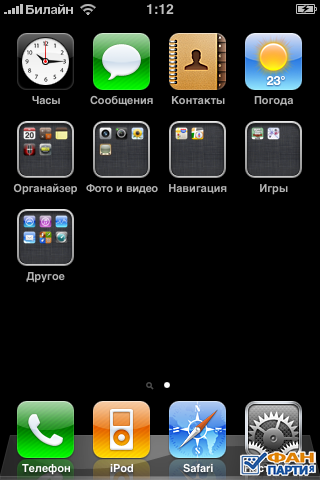 Билайн 1:12
23°
Часы Сообщения Контакты Погода
20
Органайзер Фото и видео Навигация Игры
Другое
Телефон iPod Safari
ФАН
ПАРТИЯ